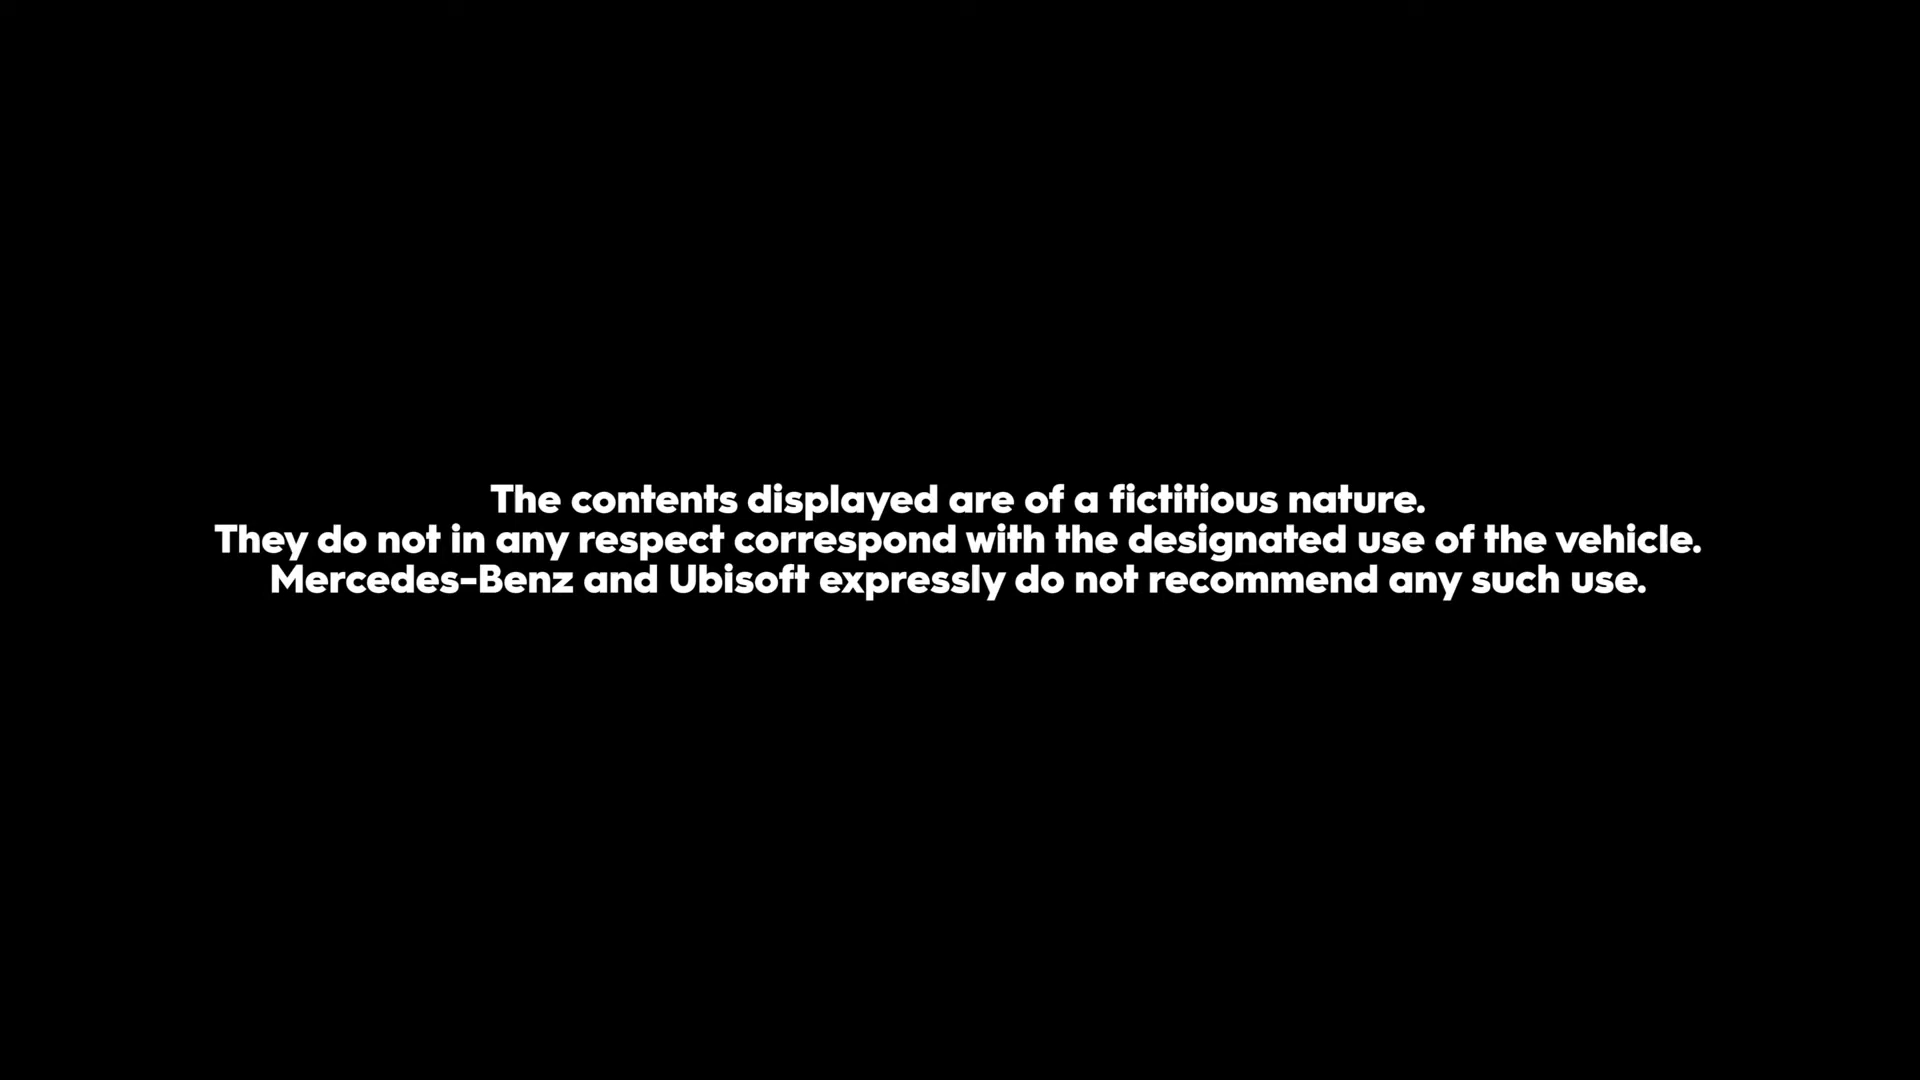 The contents displayed are of a fictitious nature.
They do not in any respect correspond with the designated use of the vehicle.
Mercedes-Benz and Ubisoft expressly do not recommend any such use.